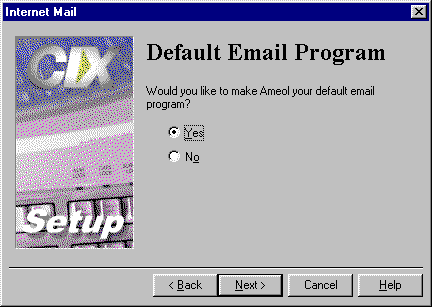 Internet Mail
CIX
Setup
Default Email Program
Would you like to make Ameol your default email
program?
Yes
No
< Back
Next >
Cancel
Help